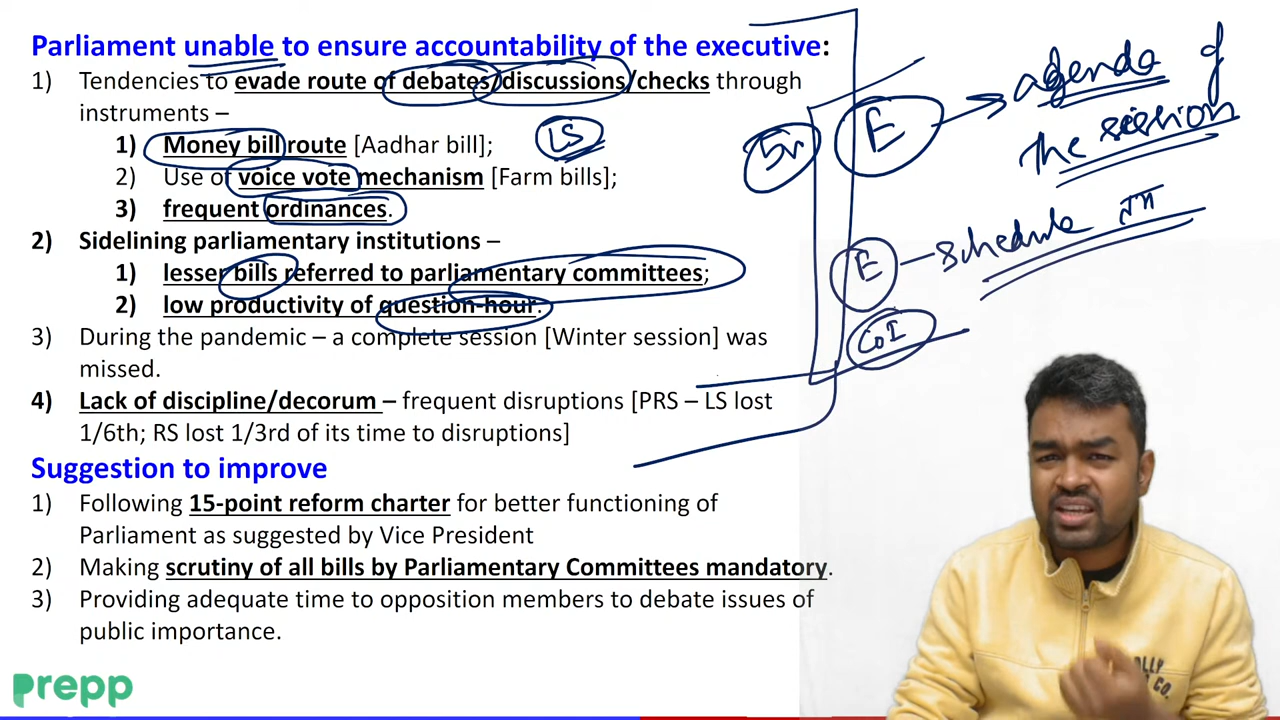 Parliament unable to ensure accountability of the executive:
1) Tendencies to evade route of debates/discussions/checks through
instruments –
1) Money bill route [Aadhar bill];
2) Use of voice vote mechanism [Farm bills];
3) frequent ordinances.
2) Sidelining parliamentary institutions –
1) lesser bills referred to parliamentary committees;
2) low productivity of question-hour.
3) During the pandemic – a complete session [Winter session] was
missed.
4) Lack of discipline/decorum – frequent disruptions [PRS – LS lost
1/6th; RS lost 1/3rd of its time to disruptions]
Suggestion to improve
1) Following 15-point reform charter for better functioning of
Parliament as suggested by Vice President
2) Making scrutiny of all bills by Parliamentary Committees mandatory.
3) Providing adequate time to opposition members to debate issues of
public importance.
LS
E → agenda of
the session
E – schedule
CoI
prepp